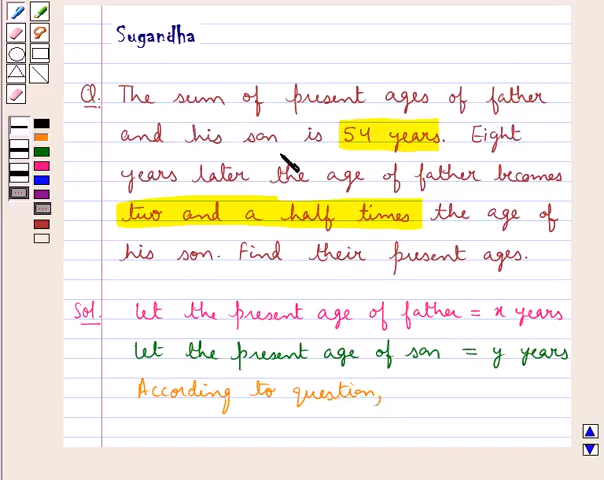 Sugandha
Q. The sum of present ages of father
and his son is 54 years. Eight
years later the age of father becomes
two and a half times the age of
his son. Find their present ages.
Sol. Let the present age of father = x years
Let the present age of son = y years
According to question,